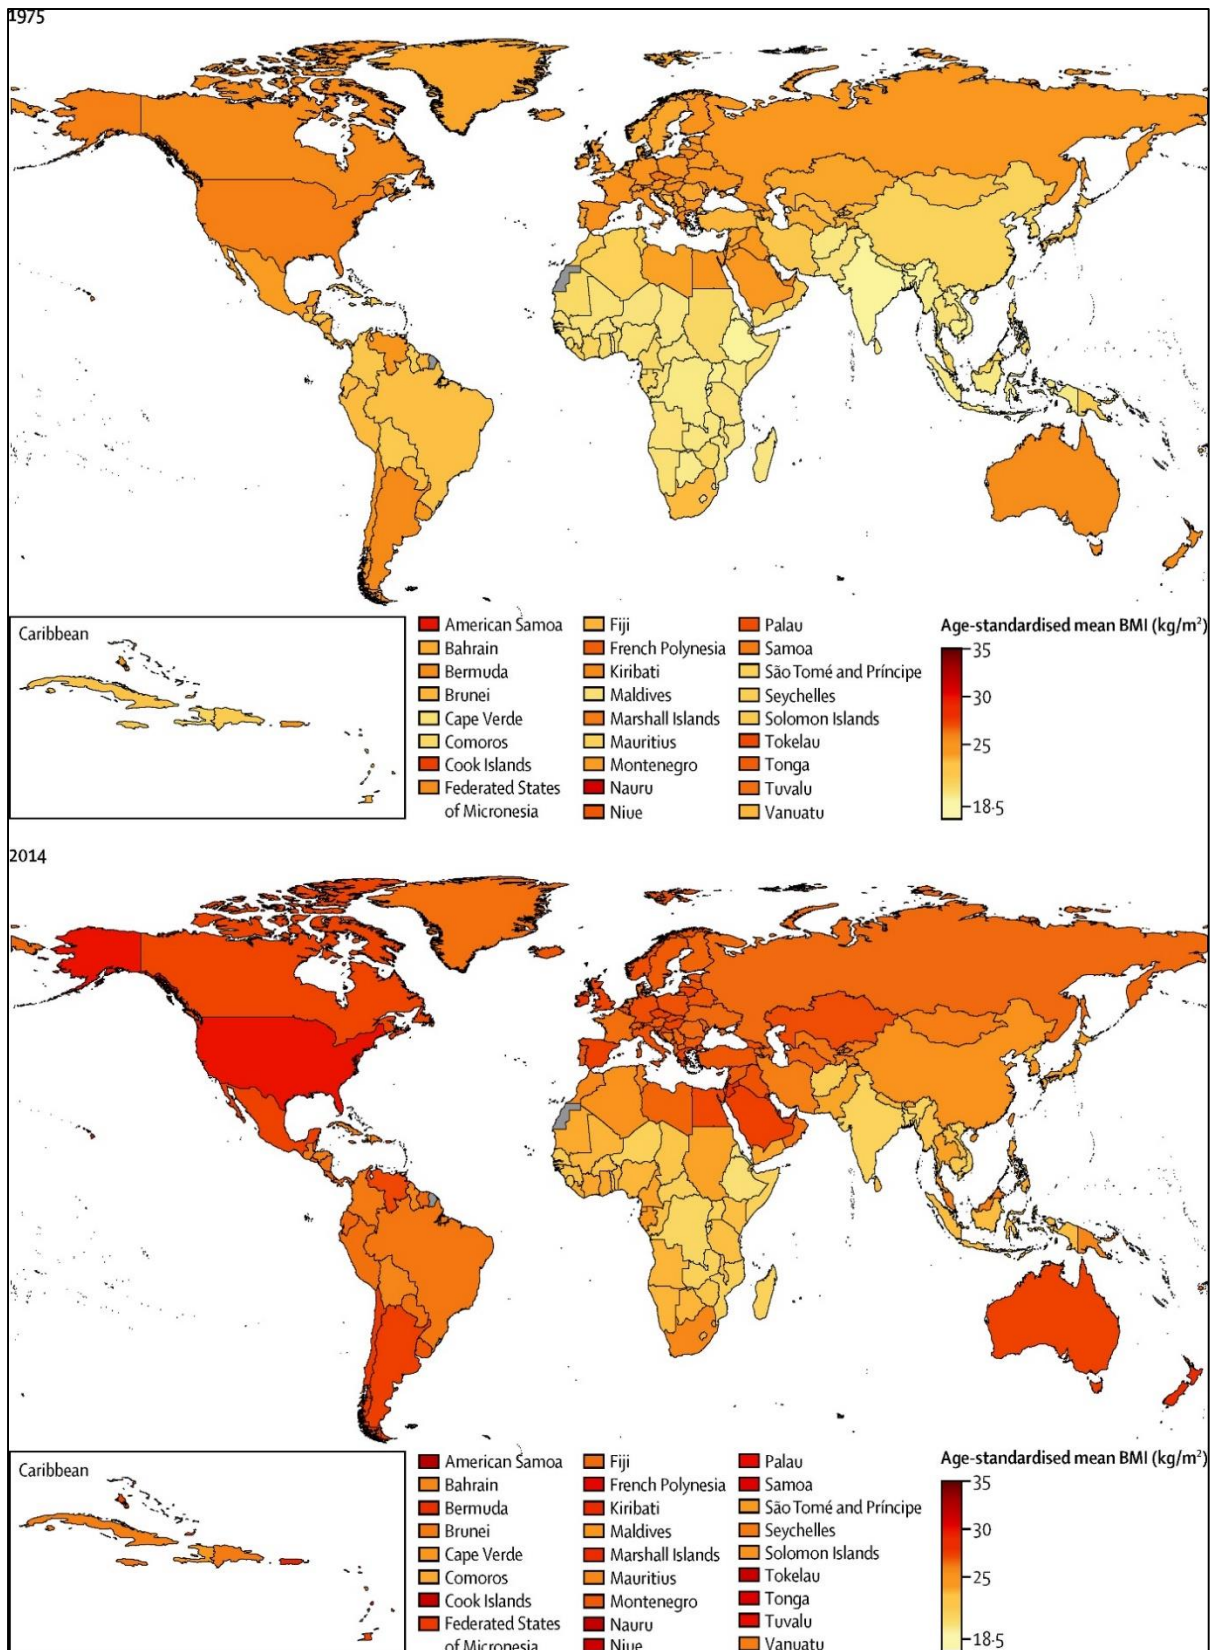 1975
Caribbean
American Samoa
Bahrain
Bermuda
Brunei
Cape Verde
Comoros
Cook Islands
Federated States
of Micronesia
Fiji
French Polynesia
Kiribati
Maldives
Marshall Islands
Mauritius
Montenegro
Nauru
Niue
Palau
Samoa
São Tomé and Príncipe
Seychelles
Solomon Islands
Tokelau
Tonga
Tuvalu
Vanuatu
Age-standardised mean BMI (kg/m²)
35
30
25
18·5
2014
Caribbean
American Samoa
Bahrain
Bermuda
Brunei
Cape Verde
Comoros
Cook Islands
Federated States
of Micronesia
Fiji
French Polynesia
Kiribati
Maldives
Marshall Islands
Mauritius
Montenegro
Nauru
Niue
Palau
Samoa
São Tomé and Príncipe
Seychelles
Solomon Islands
Tokelau
Tonga
Tuvalu
Vanuatu
Age-standardised mean BMI (kg/m²)
35
30
25
18·5